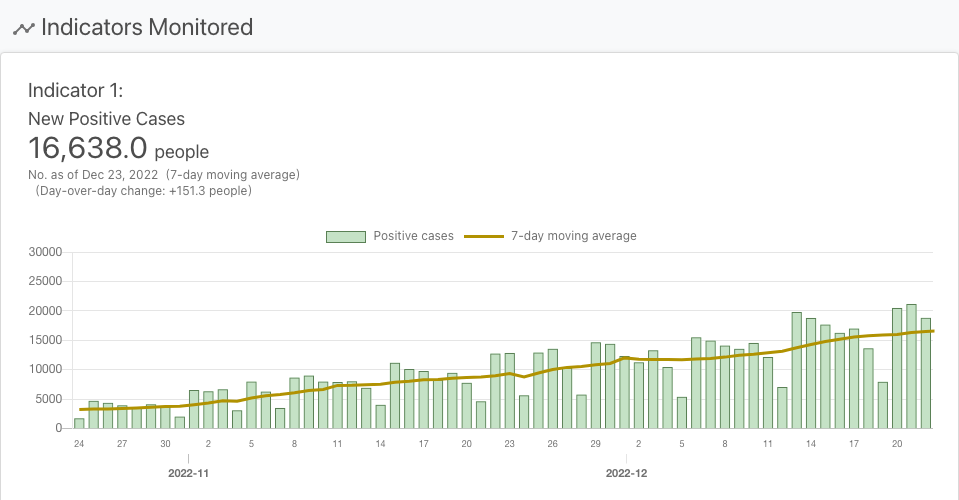 Indicators Monitored
Indicator 1:
New Positive Cases
16,638.0 people
No. as of Dec 23, 2022 (7-day moving average)
(Day-over-day change: +151.3 people)
Positive cases 7-day moving average
30000
25000
20000
15000
10000
5000
0
24 27 30 2 5 8 11 14 17 20 23 26 29 2 5 8 11 14 17 20
2022-11 2022-12